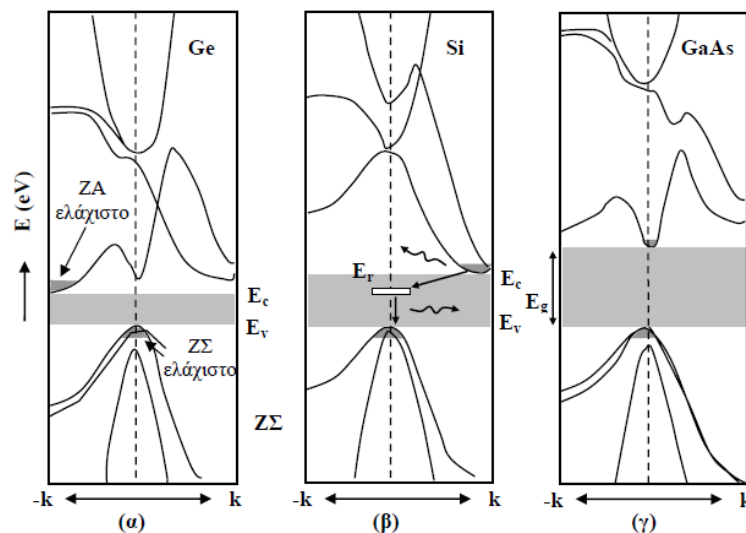 Ge
Si
GaAs
E (eV)
ΖΑ
ελάχιστο
E_c
E_v
ΖΣ
ελάχιστο
E_r
E_c
E_v
E_g
ΖΣ
-k
k
-k
k
-k
k
(α)
(β)
(γ)